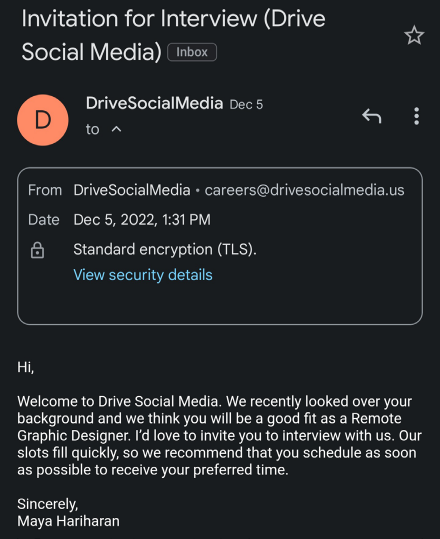 Invitation for Interview (Drive
Social Media) Inbox
D
DriveSocialMedia Dec 5
to
From DriveSocialMedia • careers@drivesocialmedia.us
Date Dec 5, 2022, 1:31 PM
Standard encryption (TLS).
View security details
Hi,
Welcome to Drive Social Media. We recently looked over your
background and we think you will be a good fit as a Remote
Graphic Designer. I'd love to invite you to interview with us. Our
slots fill quickly, so we recommend that you schedule as soon
as possible to receive your preferred time.
Sincerely,
Maya Hariharan